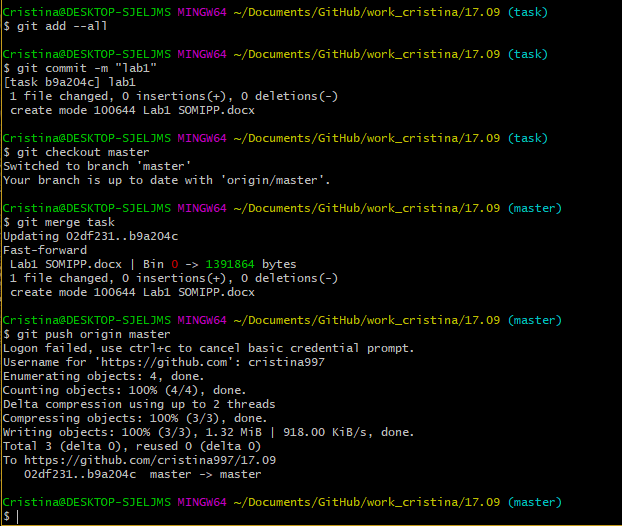 Cristina@DESKTOP-SJELJMS MINGW64 ~/Documents/GitHub/work_cristina/17.09 (task)
$ git add --all
Cristina@DESKTOP-SJELJMS MINGW64 ~/Documents/GitHub/work_cristina/17.09 (task)
$ git commit -m "lab1"
[task b9a204c] lab1
1 file changed, 0 insertions(+), 0 deletions(-)
create mode 100644 Lab1 SOMIPP.docx
Cristina@DESKTOP-SJELJMS MINGW64 ~/Documents/GitHub/work_cristina/17.09 (task)
$ git checkout master
Switched to branch 'master'
Your branch is up to date with 'origin/master'.
Cristina@DESKTOP-SJELJMS MINGW64 ~/Documents/GitHub/work_cristina/17.09 (master)
$ git merge task
Updating 02df231..b9a204c
Fast-forward
Lab1 SOMIPP.docx | Bin 0 -> 1391864 bytes
1 file changed, 0 insertions(+), 0 deletions(-)
create mode 100644 Lab1 SOMIPP.docx
Cristina@DESKTOP-SJELJMS MINGW64 ~/Documents/GitHub/work_cristina/17.09 (master)
$ git push origin master
Logon failed, use ctrl+c to cancel basic credential prompt.
Username for 'https://github.com': cristina997
Enumerating objects: 4, done.
Counting objects: 100% (4/4), done.
Delta compression using up to 2 threads
Compressing objects: 100% (3/3), done.
Writing objects: 100% (3/3), 1.32 MiB | 918.00 KiB/s, done.
Total 3 (delta 0), reused 0 (delta 0)
To https://github.com/cristina997/17.09
02df231..b9a204c  master -> master
Cristina@DESKTOP-SJELJMS MINGW64 ~/Documents/GitHub/work_cristina/17.09 (master)
$